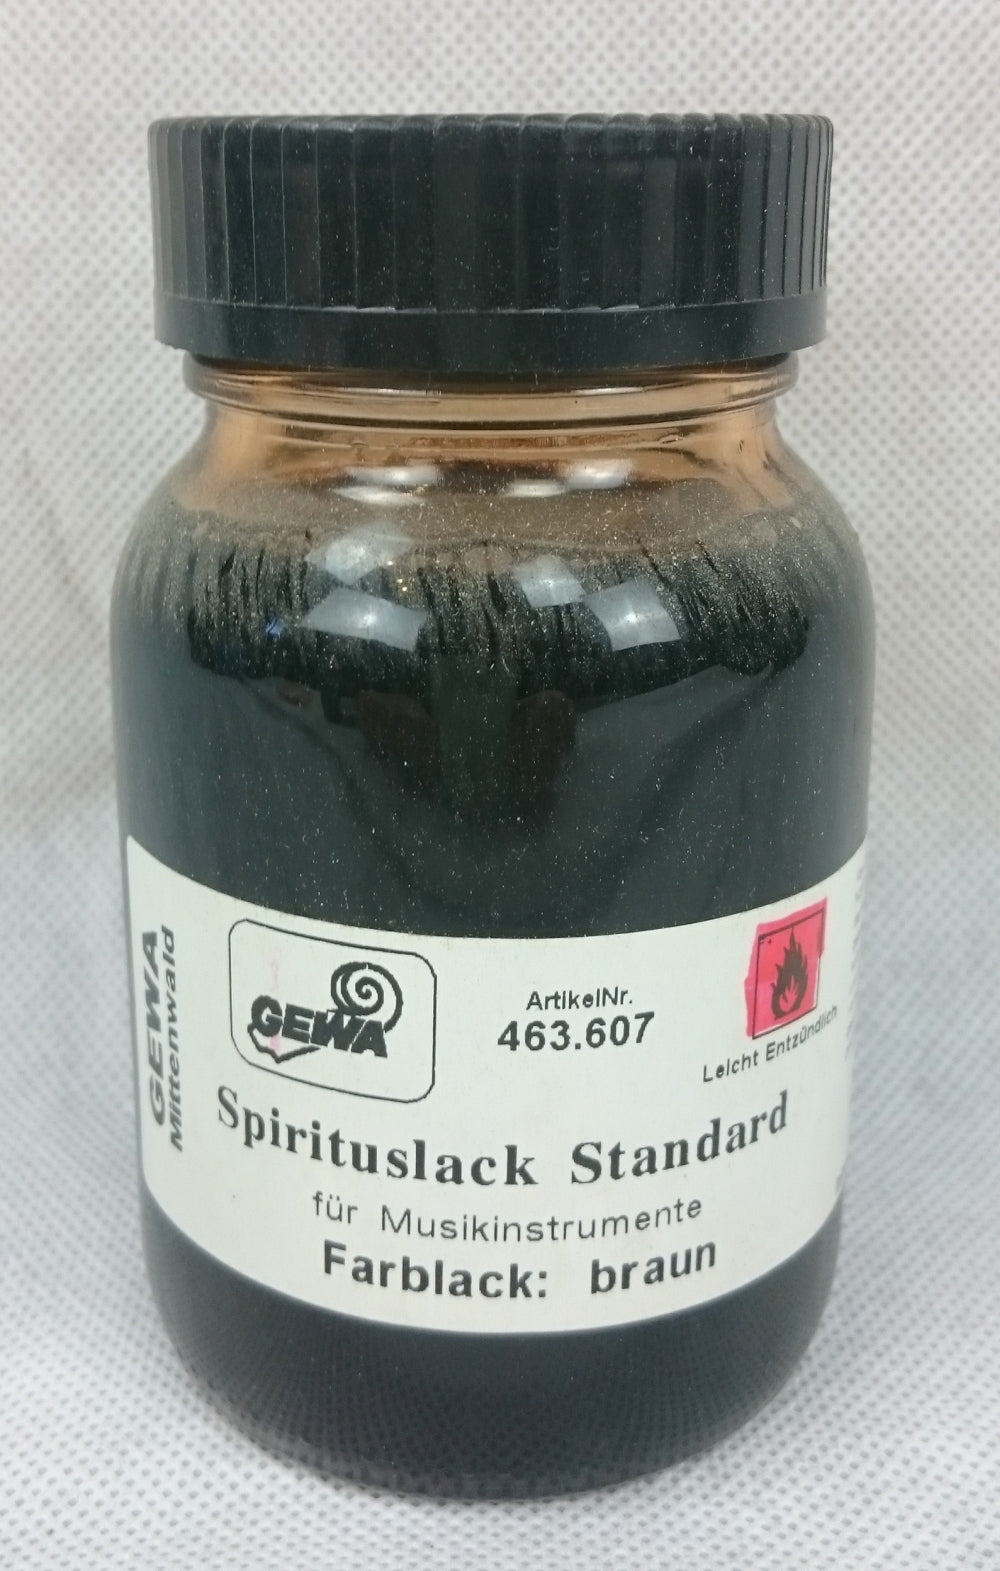 GEWA
Mittenwald
GEWA
ArtikelNr.
463.607
Leicht Entzündlich
Spirituslack Standard
für Musikinstrumente
Farblack: braun